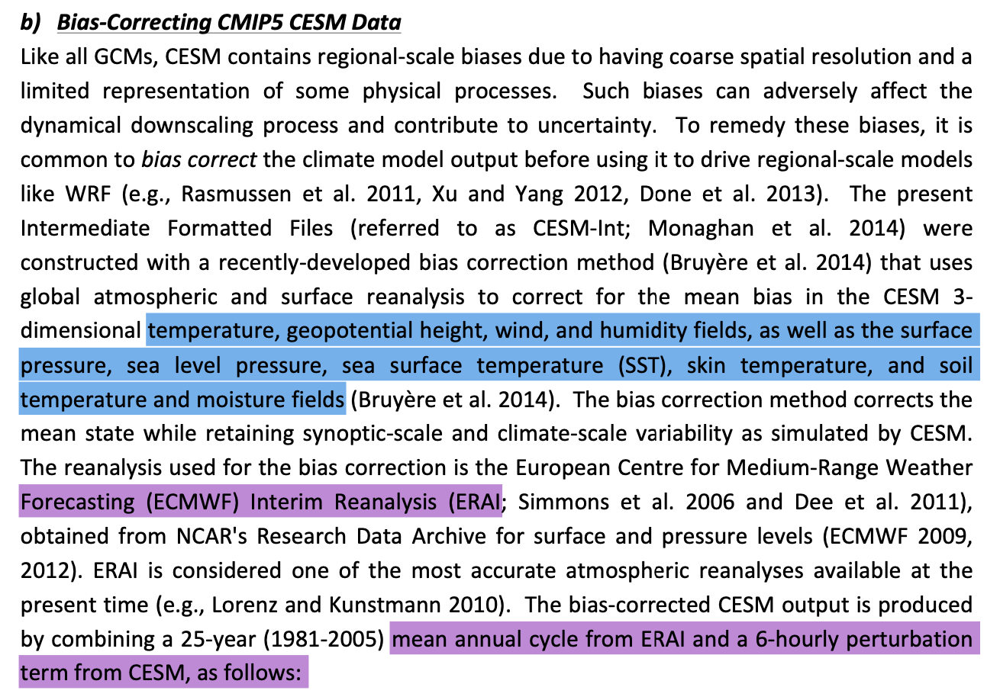 b) Bias-Correcting CMIP5 CESM Data
Like all GCMs, CESM contains regional-scale biases due to having coarse spatial resolution and a
limited representation of some physical processes.  Such biases can adversely affect the
dynamical downscaling process and contribute to uncertainty.  To remedy these biases, it is
common to bias correct the climate model output before using it to drive regional-scale models
like WRF (e.g., Rasmussen et al. 2011, Xu and Yang 2012, Done et al. 2013).  The present
Intermediate Formatted Files (referred to as CESM-Int; Monaghan et al. 2014) were
constructed with a recently-developed bias correction method (Bruyère et al. 2014) that uses
global atmospheric and surface reanalysis to correct for the mean bias in the CESM 3-
dimensional temperature, geopotential height, wind, and humidity fields, as well as the surface
pressure, sea level pressure, sea surface temperature (SST), skin temperature, and soil
temperature and moisture fields (Bruyère et al. 2014).  The bias correction method corrects the
mean state while retaining synoptic-scale and climate-scale variability as simulated by CESM.
The reanalysis used for the bias correction is the European Centre for Medium-Range Weather
Forecasting (ECMWF) Interim Reanalysis (ERAI; Simmons et al. 2006 and Dee et al. 2011),
obtained from NCAR's Research Data Archive for surface and pressure levels (ECMWF 2009,
2012). ERAI is considered one of the most accurate atmospheric reanalyses available at the
present time (e.g., Lorenz and Kunstmann 2010).  The bias-corrected CESM output is produced
by combining a 25-year (1981-2005) mean annual cycle from ERAI and a 6-hourly perturbation
term from CESM, as follows: